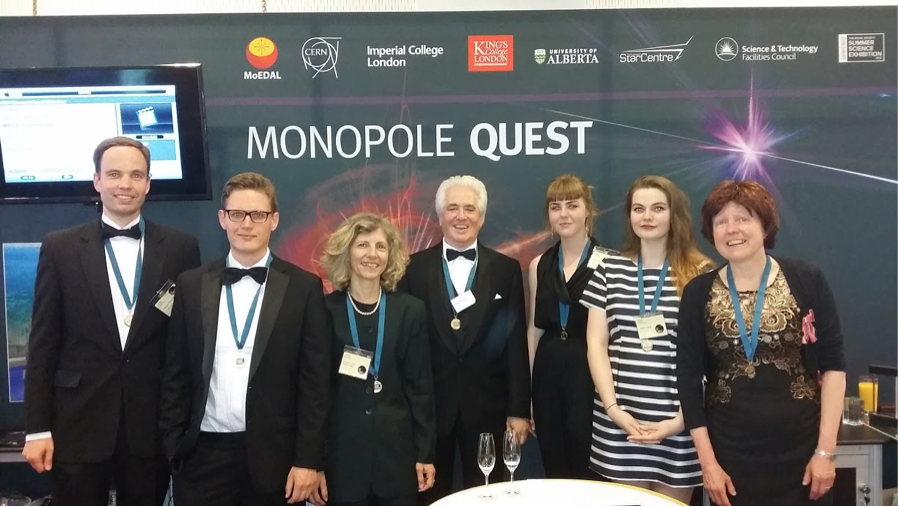 MoEDAL
CERN
Imperial College
London
KING'S
College
LONDON
UNIVERSITY OF
ALBERTA
StarCentre
Science & Technology
Facilities Council
SUMMER
SCIENCE EXHIBITION
MONOPOLE QUEST